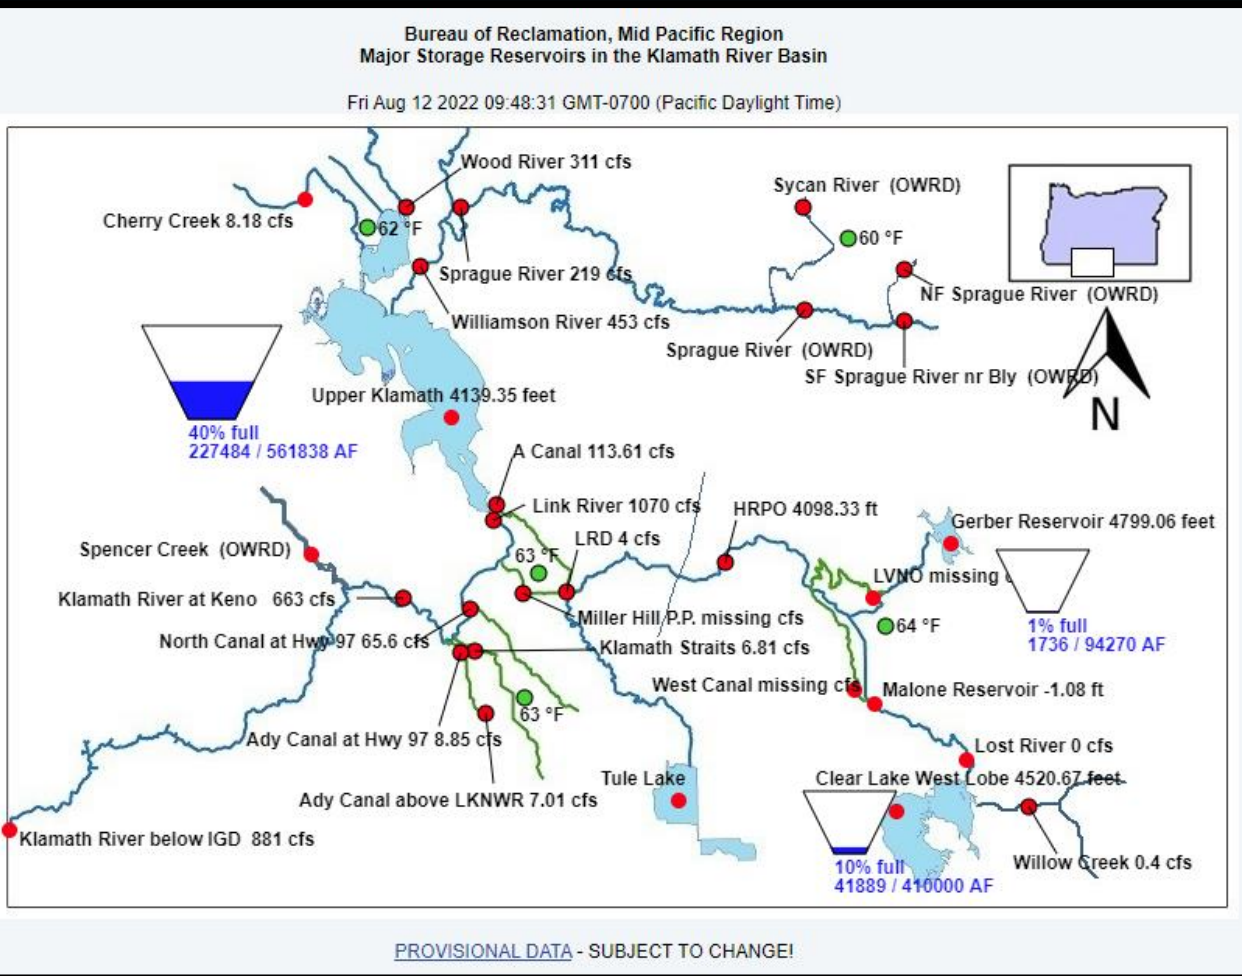 Bureau of Reclamation, Mid Pacific Region
Major Storage Reservoirs in the Klamath River Basin
Fri Aug 12 2022 09:48:31 GMT-0700 (Pacific Daylight Time)
Wood River 311 cfs
Sycan River (OWRD)
Cherry Creek 8.18 cfs
62 °F
60 °F
Sprague River 219 cfs
NF Sprague River (OWRD)
Williamson River 453 cfs
Sprague River (OWRD)
SF Sprague River nr Bly (OWRD)
Upper Klamath 4139.35 feet
N
40% full
227484 / 561838 AF
A Canal 113.61 cfs
Link River 1070 cfs
HRPO 4098.33 ft
Gerber Reservoir 4799.06 feet
LRD 4 cfs
Spencer Creek (OWRD)
63 °F
LVNO missing c
Klamath River at Keno 663 cfs
Miller Hill P.P. missing cfs
64 °F
1% full
1736 / 94270 AF
North Canal at Hwy 97 65.6 cfs
Klamath Straits 6.81 cfs
West Canal missing cfs
Malone Reservoir -1.08 ft
63 °F
Ady Canal at Hwy 97 8.85 cfs
Lost River 0 cfs
Tule Lake
Clear Lake West Lobe 4520.67 feet
Ady Canal above LKNWR 7.01 cfs
Klamath River below IGD 881 cfs
Willow Creek 0.4 cfs
10% full
41889 / 410000 AF
PROVISIONAL DATA - SUBJECT TO CHANGE!